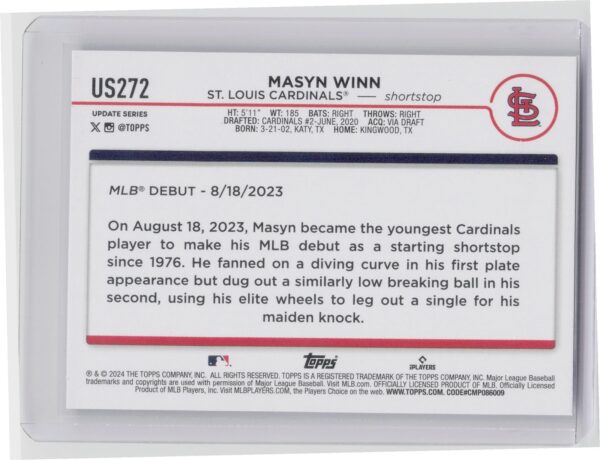 US272
MASYN WINN
ST. LOUIS CARDINALS® — shortstop
UPDATE SERIES
X @TOPPS
HT: 5'11" WT: 185 BATS: RIGHT THROWS: RIGHT
DRAFTED: CARDINALS #2-JUNE, 2020 ACQ: VIA DRAFT
BORN: 3-21-02, KATY, TX HOME: KINGWOOD, TX
STL
MLB® DEBUT - 8/18/2023
On August 18, 2023, Masyn became the youngest Cardinals
player to make his MLB debut as a starting shortstop
since 1976. He fanned on a diving curve in his first plate
appearance but dug out a similarly low breaking ball in his
second, using his elite wheels to leg out a single for his
maiden knock.
Topps
PLAYERS
® & © 2024 THE TOPPS COMPANY, INC. ALL RIGHTS RESERVED. TOPPS IS A REGISTERED TRADEMARK OF THE TOPPS COMPANY, INC. Major League Baseball
trademarks and copyrights are used with permission of Major League Baseball. Visit MLB.com. OFFICIALLY LICENSED PRODUCT OF MLB. Officially Licensed
Product of MLB Players, Inc. Visit MLBPLAYERS.COM, the Players Choice on the web. WWW.TOPPS.COM. CODE#CMP086009